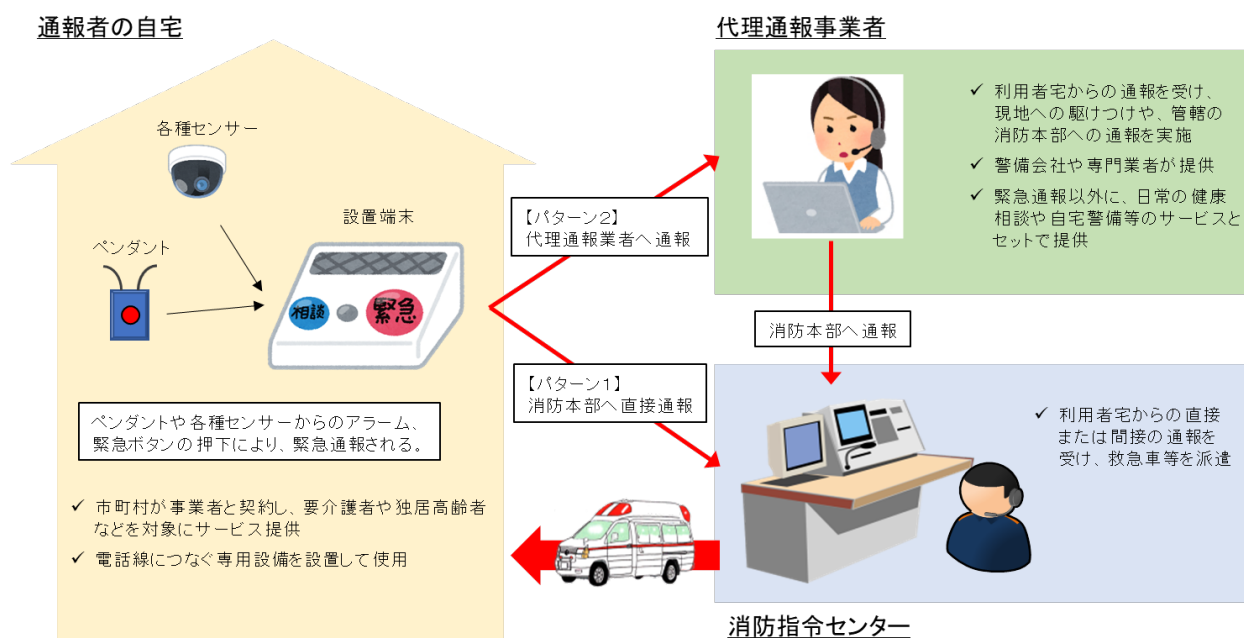 通報者の自宅
各種センサー
設置端末
ペンダント
相談
緊急
ペンダントや各種センサーからのアラーム、
緊急ボタンの押下により、緊急通報される。
✓ 市町村が事業者と契約し、要介護者や独居高齢者
などを対象にサービス提供
✓ 電話線につなぐ専用設備を設置して使用
【パターン2】
代理通報業者へ通報
【パターン1】
消防本部へ直接通報
代理通報事業者
✓ 利用者宅からの通報を受け、
現地への駆けつけや、管轄の
消防本部への通報を実施
✓ 警備会社や専門業者が提供
✓ 緊急通報以外に、日常の健康
相談や自宅警備等のサービスと
セットで提供
消防本部へ通報
✓ 利用者宅からの直接
または間接の通報を
受け、救急車等を派遣
消防指令センター